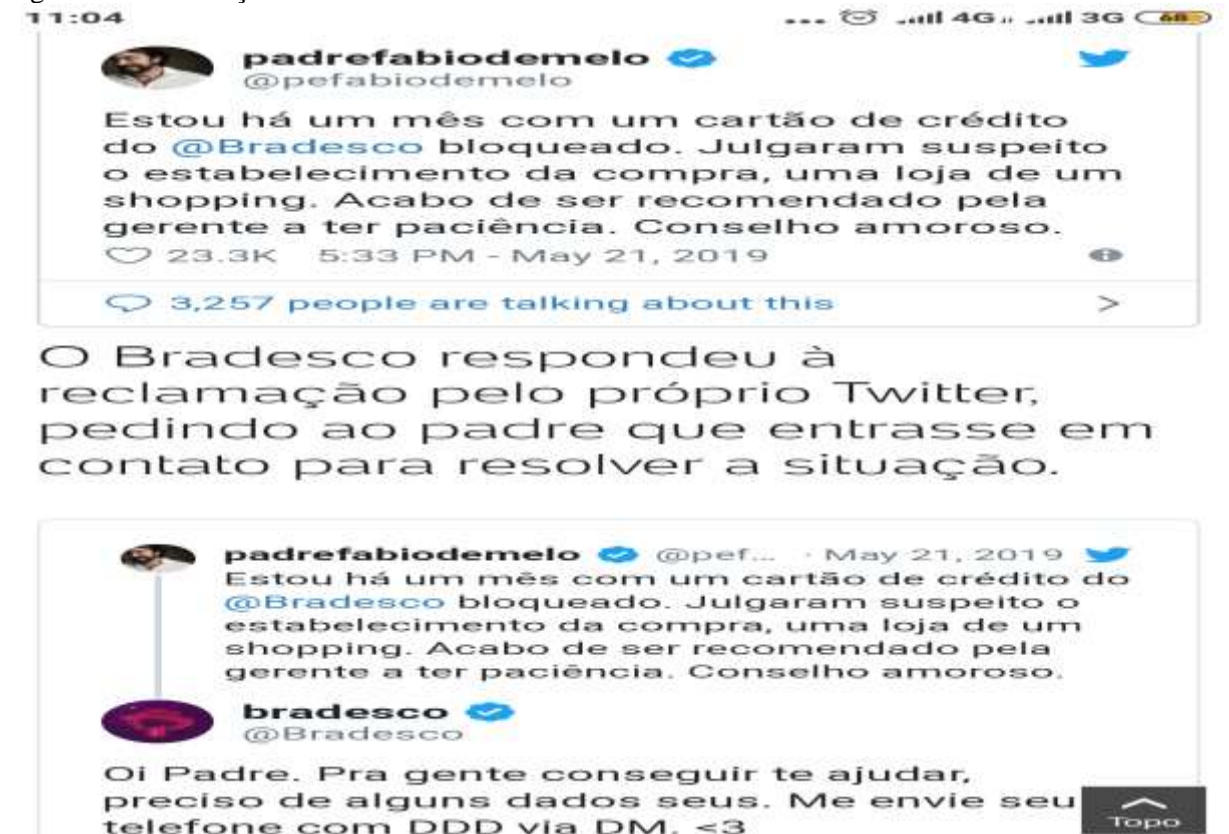 11:04 ... 4G 3G 68
padrefabiodemelo
@pefabiodemelo
Estou há um mês com um cartão de crédito
do @Bradesco bloqueado. Julgaram suspeito
o estabelecimento da compra, uma loja de um
shopping. Acabo de ser recomendado pela
gerente a ter paciência. Conselho amoroso.
23.3K 5:33 PM - May 21, 2019
3,257 people are talking about this >
O Bradesco respondeu à
reclamação pelo próprio Twitter,
pedindo ao padre que entrasse em
contato para resolver a situação.
padrefabiodemelo @pef... · May 21, 2019
Estou há um mês com um cartão de crédito do
@Bradesco bloqueado. Julgaram suspeito o
estabelecimento da compra, uma loja de um
shopping. Acabo de ser recomendado pela
gerente a ter paciência. Conselho amoroso.
bradesco
@Bradesco
Oi Padre. Pra gente conseguir te ajudar,
preciso de alguns dados seus. Me envie seu
telefone com DDD via DM. <3
Topo